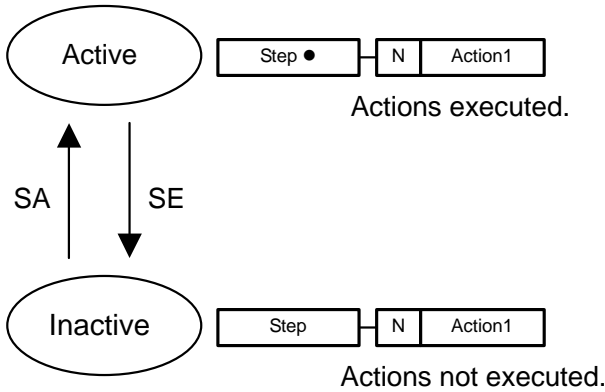 Active
Step ● N Action1
Actions executed.
SA SE
Inactive
Step N Action1
Actions not executed.